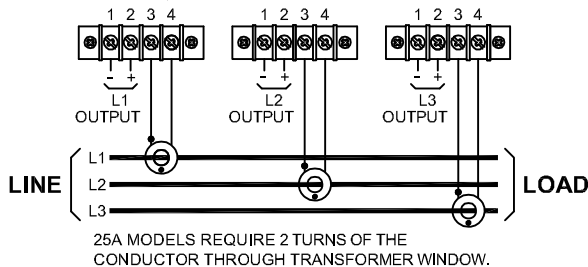 1 2 3 4 1 2 3 4 1 2 3 4
- + - + - +
L1 L2 L3
OUTPUT OUTPUT OUTPUT
L1
LINE L2 LOAD
L3
25A MODELS REQUIRE 2 TURNS OF THE
CONDUCTOR THROUGH TRANSFORMER WINDOW.